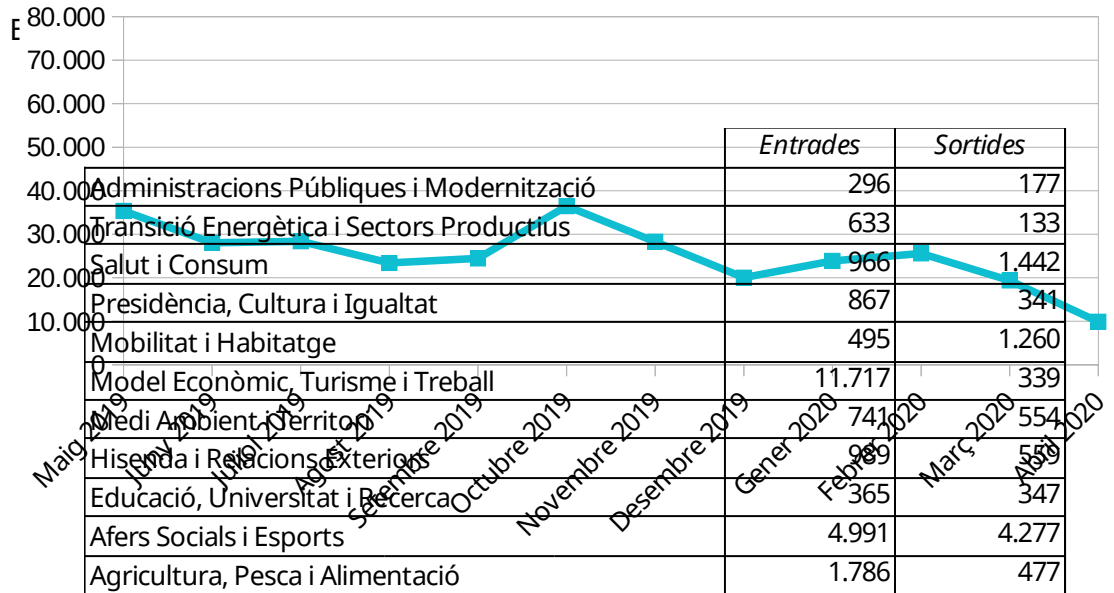 E
80.000
70.000
60.000
50.000
40.000
30.000
20.000
10.000
0
Entrades Sortides
Administracions Públiques i Modernització 296 177
Transició Energètica i Sectors Productius 633 133
Salut i Consum 966 1.442
Presidència, Cultura i Igualtat 867 341
Mobilitat i Habitatge 495 1.260
Model Econòmic, Turisme i Treball 11.717 339
Medi Ambient i Territori 741 554
Hisenda i Relacions Exteriors 989 559
Educació, Universitat i Recerca 365 347
Afers Socials i Esports 4.991 4.277
Agricultura, Pesca i Alimentació 1.786 477
Maig 2019
Juny 2019
Juliol 2019
Agost 2019
Setembre 2019
Octubre 2019
Novembre 2019
Desembre 2019
Gener 2020
Febrer 2020
Març 2020
Abril 2020